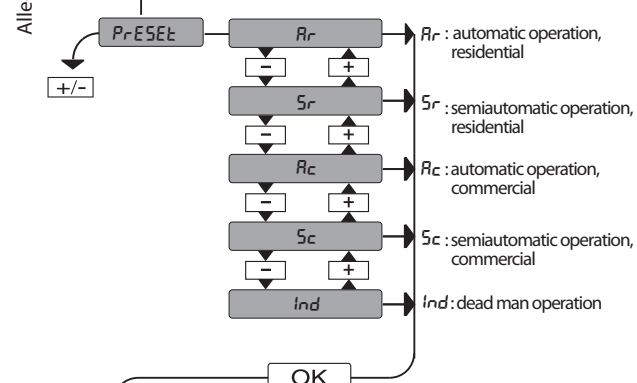 Alle
PrESEt
+/-
Ar
Ar : automatic operation,
residential
- +
Sr
Sr : semiautomatic operation,
residential
- +
Ac
Ac : automatic operation,
commercial
- +
Sc
Sc : semiautomatic operation,
commercial
- +
Ind
Ind : dead man operation
OK